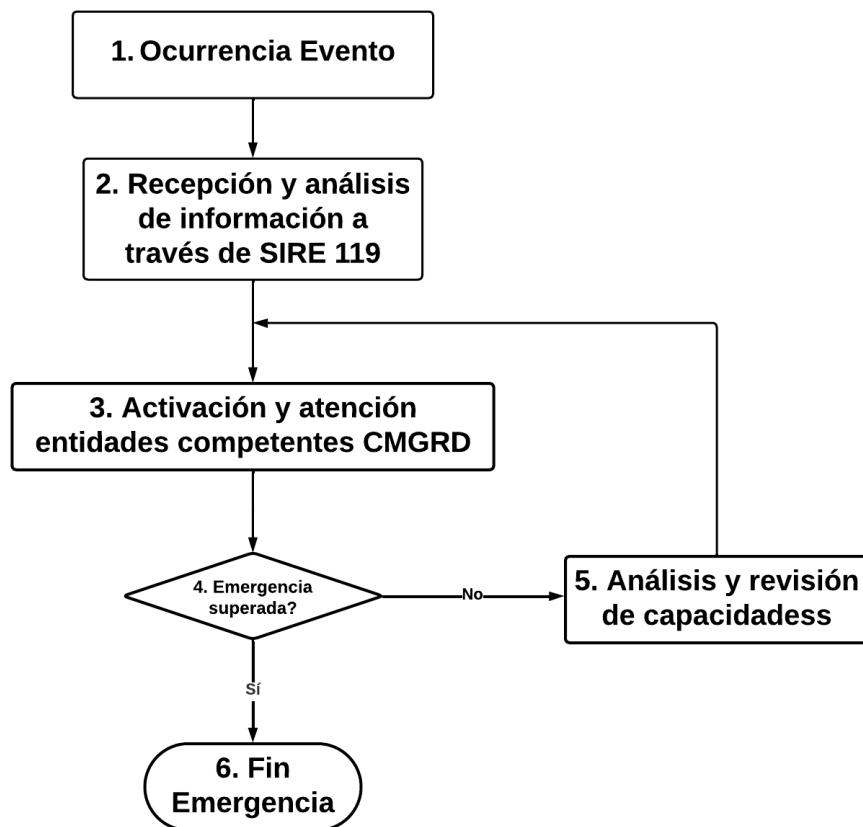 1. Ocurrencia Evento
2. Recepción y análisis
de información a
través de SIRE 119
3. Activación y atención
entidades competentes CMGRD
4. Emergencia
superada?
No
5. Análisis y revisión
de capacidadess
Sí
6. Fin
Emergencia